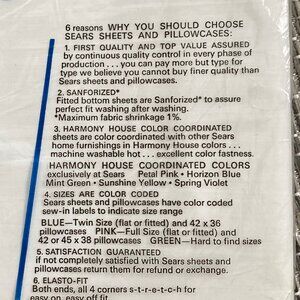 6 reasons WHY YOU SHOULD CHOOSE
SEARS SHEETS AND PILLOWCASES:
1. FIRST QUALITY AND TOP VALUE ASSURED
by continuous quality control in every phase of
production . . . you can pay more but type for
type we believe you cannot buy finer quality than
Sears sheets and pillowcases.
2. SANFORIZED*
Fitted bottom sheets are Sanforized* to assure
perfect fit washing after washing.
*Maximum fabric shrinkage 1%.
3. HARMONY HOUSE COLOR COORDINATED
sheets are color coordinated with other Sears
home furnishings in Harmony House colors . . .
machine washable hot . . excellent color fastness.
HARMONY HOUSE COORDINATED COLORS
exclusively at Sears Petal Pink • Horizon Blue
Mint Green • Sunshine Yellow • Spring Violet
4. SIZES ARE COLOR CODED
Sears sheets and pillowcases have color coded
sew-in labels to indicate size range
BLUE—Twin Size (flat or fitted) and 42 x 36
pillowcases PINK—Full Size (flat or fitted) and
42 or 45 x 38 pillowcases GREEN—Hard to find sizes
5. SATISFACTION GUARANTEED
if not completely satisfied with Sears sheets and
pillowcases return them for refund or exchange.
6. ELASTO-FIT
Both ends, all 4 corners s-t-r-e-t-c-h for
easy on, easy off fit.